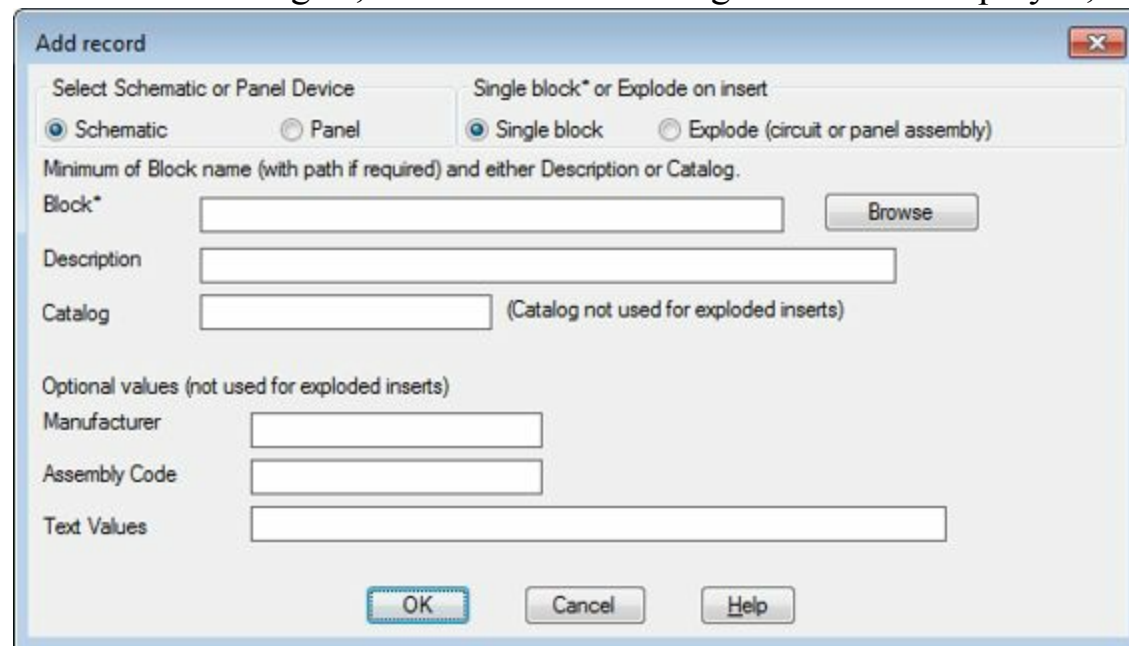 Add record
Select Schematic or Panel Device Single block* or Explode on insert
Schematic Panel Single block Explode (circuit or panel assembly)
Minimum of Block name (with path if required) and either Description or Catalog.
Block* Browse
Description
Catalog (Catalog not used for exploded inserts)
Optional values (not used for exploded inserts)
Manufacturer
Assembly Code
Text Values
OK Cancel Help